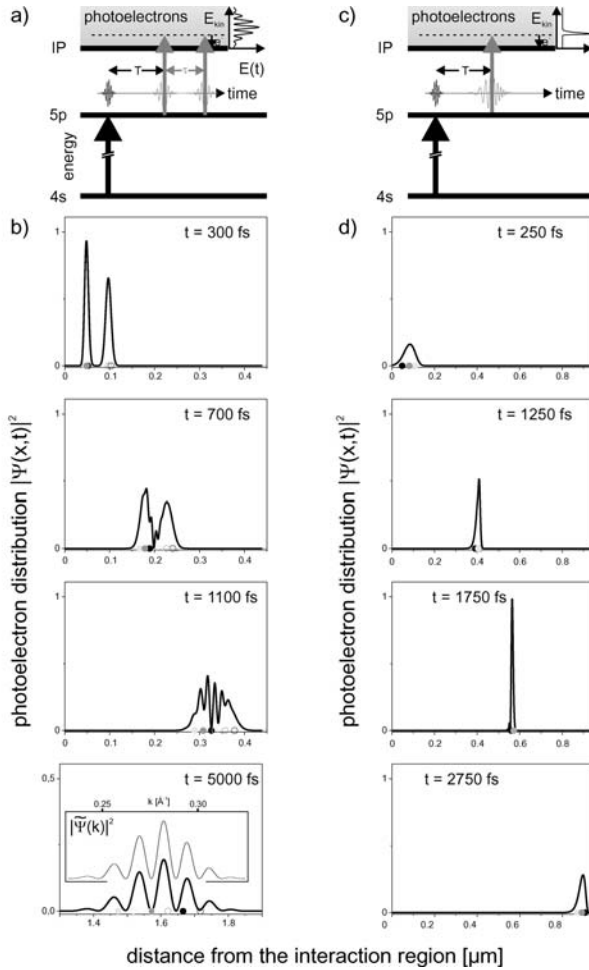 a)
photoelectrons
E_kin
e
IP
T
τ
E(t)
time
5p
energy
4s
c)
photoelectrons
E_kin
e
IP
T
time
5p
4s
b)
photoelectron distribution |Ψ(x,t)|²
t = 300 fs
1
0
0 0.1 0.2 0.3 0.4
t = 700 fs
1
0
0 0.1 0.2 0.3 0.4
t = 1100 fs
1
0
0 0.1 0.2 0.3 0.4
t = 5000 fs
0,5
0.25 k [Å⁻¹] 0.30
|Ψ̃(k)|²
0.0
1.4 1.6 1.8
d)
photoelectron distribution |Ψ(x,t)|²
t = 250 fs
1
0
0 0.2 0.4 0.6 0.8
t = 1250 fs
1
0
0 0.2 0.4 0.6 0.8
t = 1750 fs
1
0
0 0.2 0.4 0.6 0.8
t = 2750 fs
1
0
0 0.2 0.4 0.6 0.8
distance from the interaction region [µm]